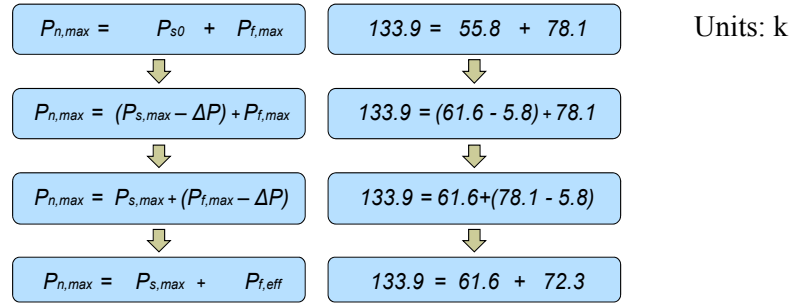 Pn,max = Ps0 + Pf,max
133.9 = 55.8 + 78.1
Units: k
Pn,max = (Ps,max – ΔP) + Pf,max
133.9 = (61.6 - 5.8) + 78.1
Pn,max = Ps,max + (Pf,max – ΔP)
133.9 = 61.6+(78.1 - 5.8)
Pn,max = Ps,max + Pf,eff
133.9 = 61.6 + 72.3